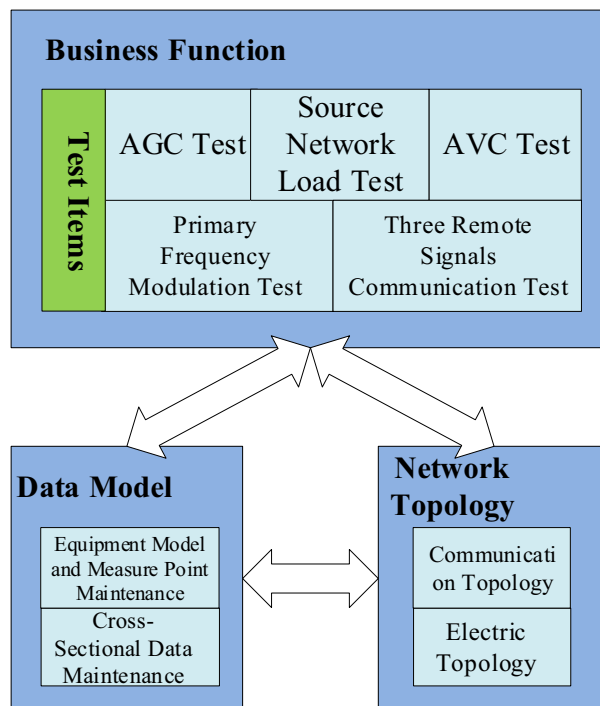 Business Function
Test Items
AGC Test
Source
Network
Load Test
AVC Test
Primary
Frequency
Modulation Test
Three Remote
Signals
Communication Test
Data Model
Equipment Model
and Measure Point
Maintenance
Cross-
Sectional Data
Maintenance
Network
Topology
Communicati
on Topology
Electric
Topology